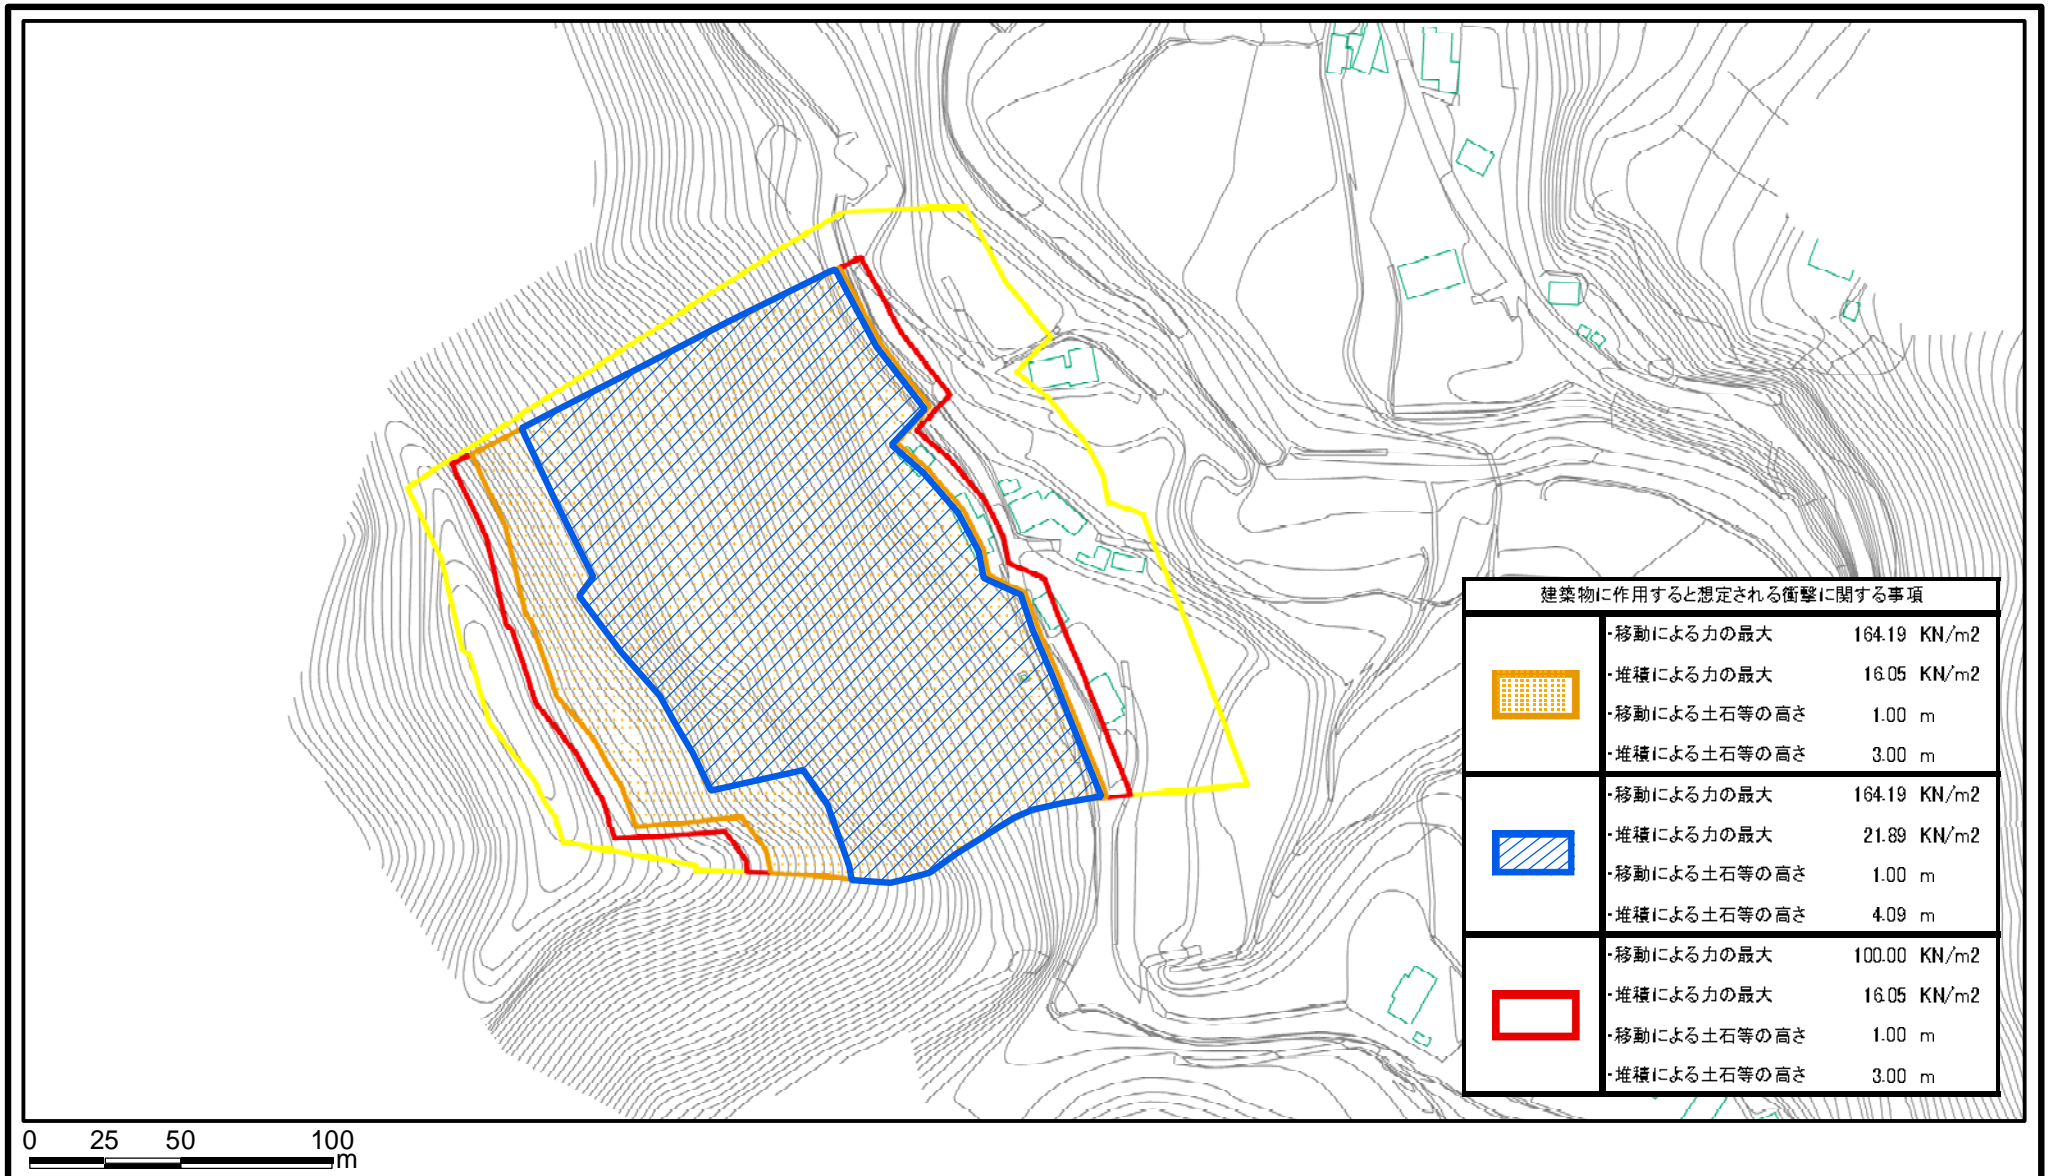 建築物に作用すると想定される衝撃に関する事項
・移動による力の最大 164.19 KN/m2
・堆積による力の最大 16.05 KN/m2
・移動による土石等の高さ 1.00 m
・堆積による土石等の高さ 3.00 m
・移動による力の最大 164.19 KN/m2
・堆積による力の最大 21.89 KN/m2
・移動による土石等の高さ 1.00 m
・堆積による土石等の高さ 4.09 m
・移動による力の最大 100.00 KN/m2
・堆積による力の最大 16.05 KN/m2
・移動による土石等の高さ 1.00 m
・堆積による土石等の高さ 3.00 m
0 25 50 100
m